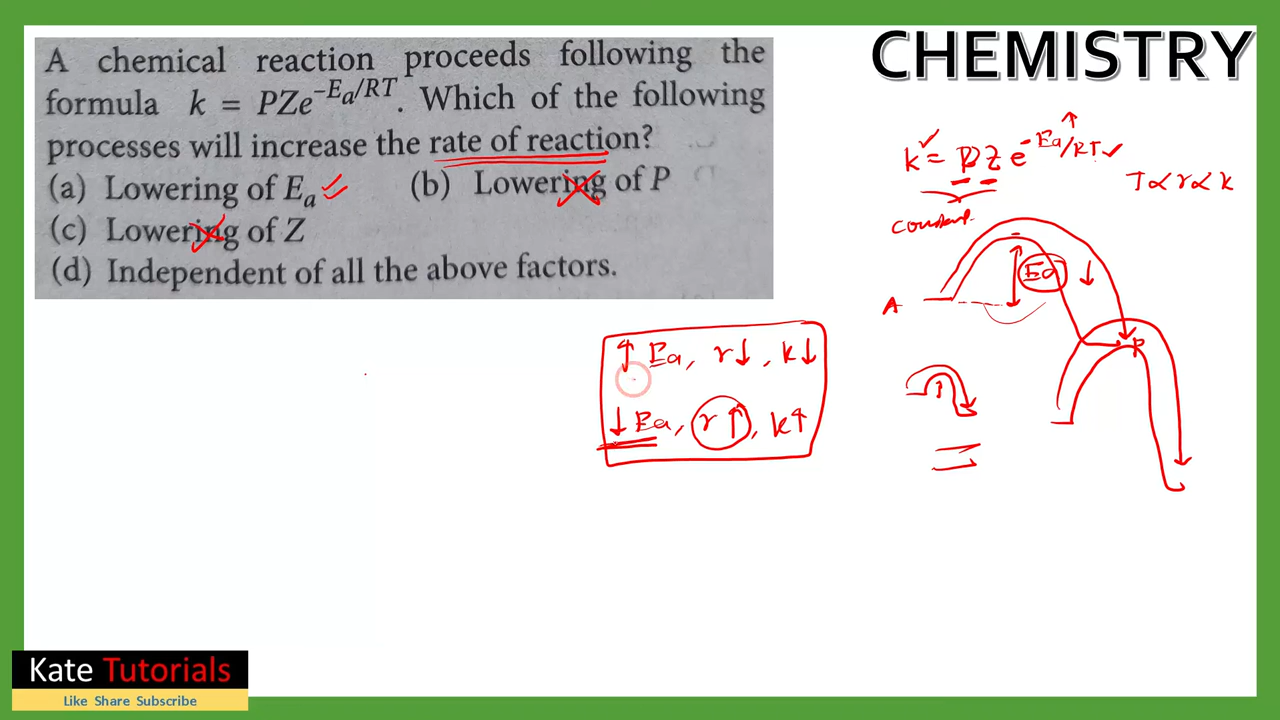 CHEMISTRY
A chemical reaction proceeds following the
formula k = PZe^-Ea/RT. Which of the following
processes will increase the rate of reaction?
(a) Lowering of Ea ✓ (b) Lowering of P
(c) Lowering of Z
(d) Independent of all the above factors.
k = PZ e^-Ea/RT
T ∝ r ∝ k
constant
Ea ↓
A
P
↑ Ea, r↓, k↓
↓ Ea, r↑, k↑
Kate Tutorials
Like Share Subscribe